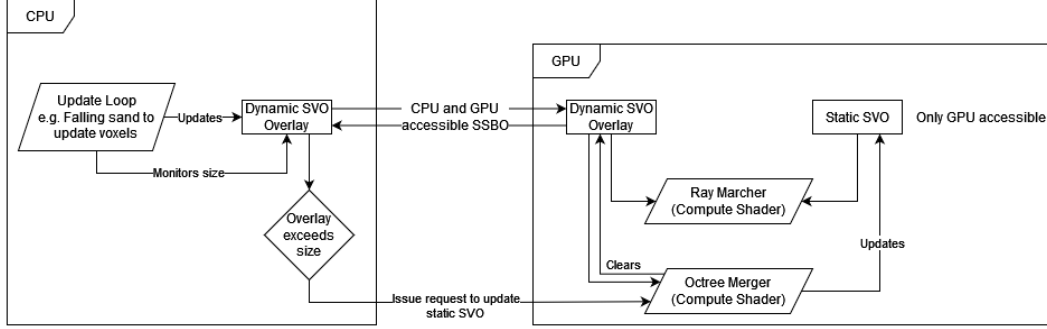 CPU
Update Loop
e.g. Falling sand to
update voxels
Updates
Dynamic SVO
Overlay
Monitors size
Overlay
exceeds
size
CPU and GPU
accessible SSBO
Issue request to update
static SVO
GPU
Dynamic SVO
Overlay
Static SVO
Only GPU accessible
Ray Marcher
(Compute Shader)
Updates
Clears
Octree Merger
(Compute Shader)